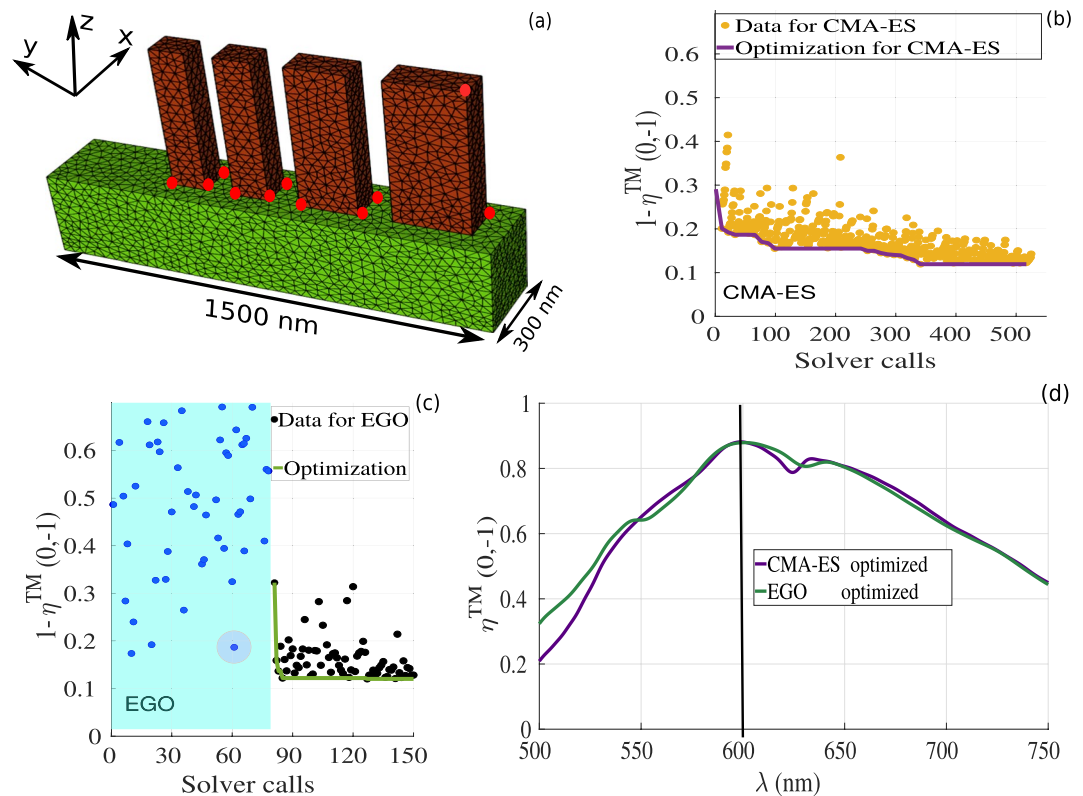 (a)
z
y
x
1500 nm
300 nm
(b)
Data for CMA-ES
Optimization for CMA-ES
0.6
0.5
0.4
0.3
0.2
0.1
0
1-η^TM (0,-1)
CMA-ES
0 100 200 300 400 500
Solver calls
(c)
Data for EGO
Optimization
0.6
0.5
0.4
0.3
0.2
0.1
0
1-η^TM (0,-1)
EGO
0 30 60 90 120 150
Solver calls
(d)
1
0.8
0.6
0.4
0.2
0
η^TM (0,-1)
CMA-ES optimized
EGO optimized
500 550 600 650 700 750
λ (nm)